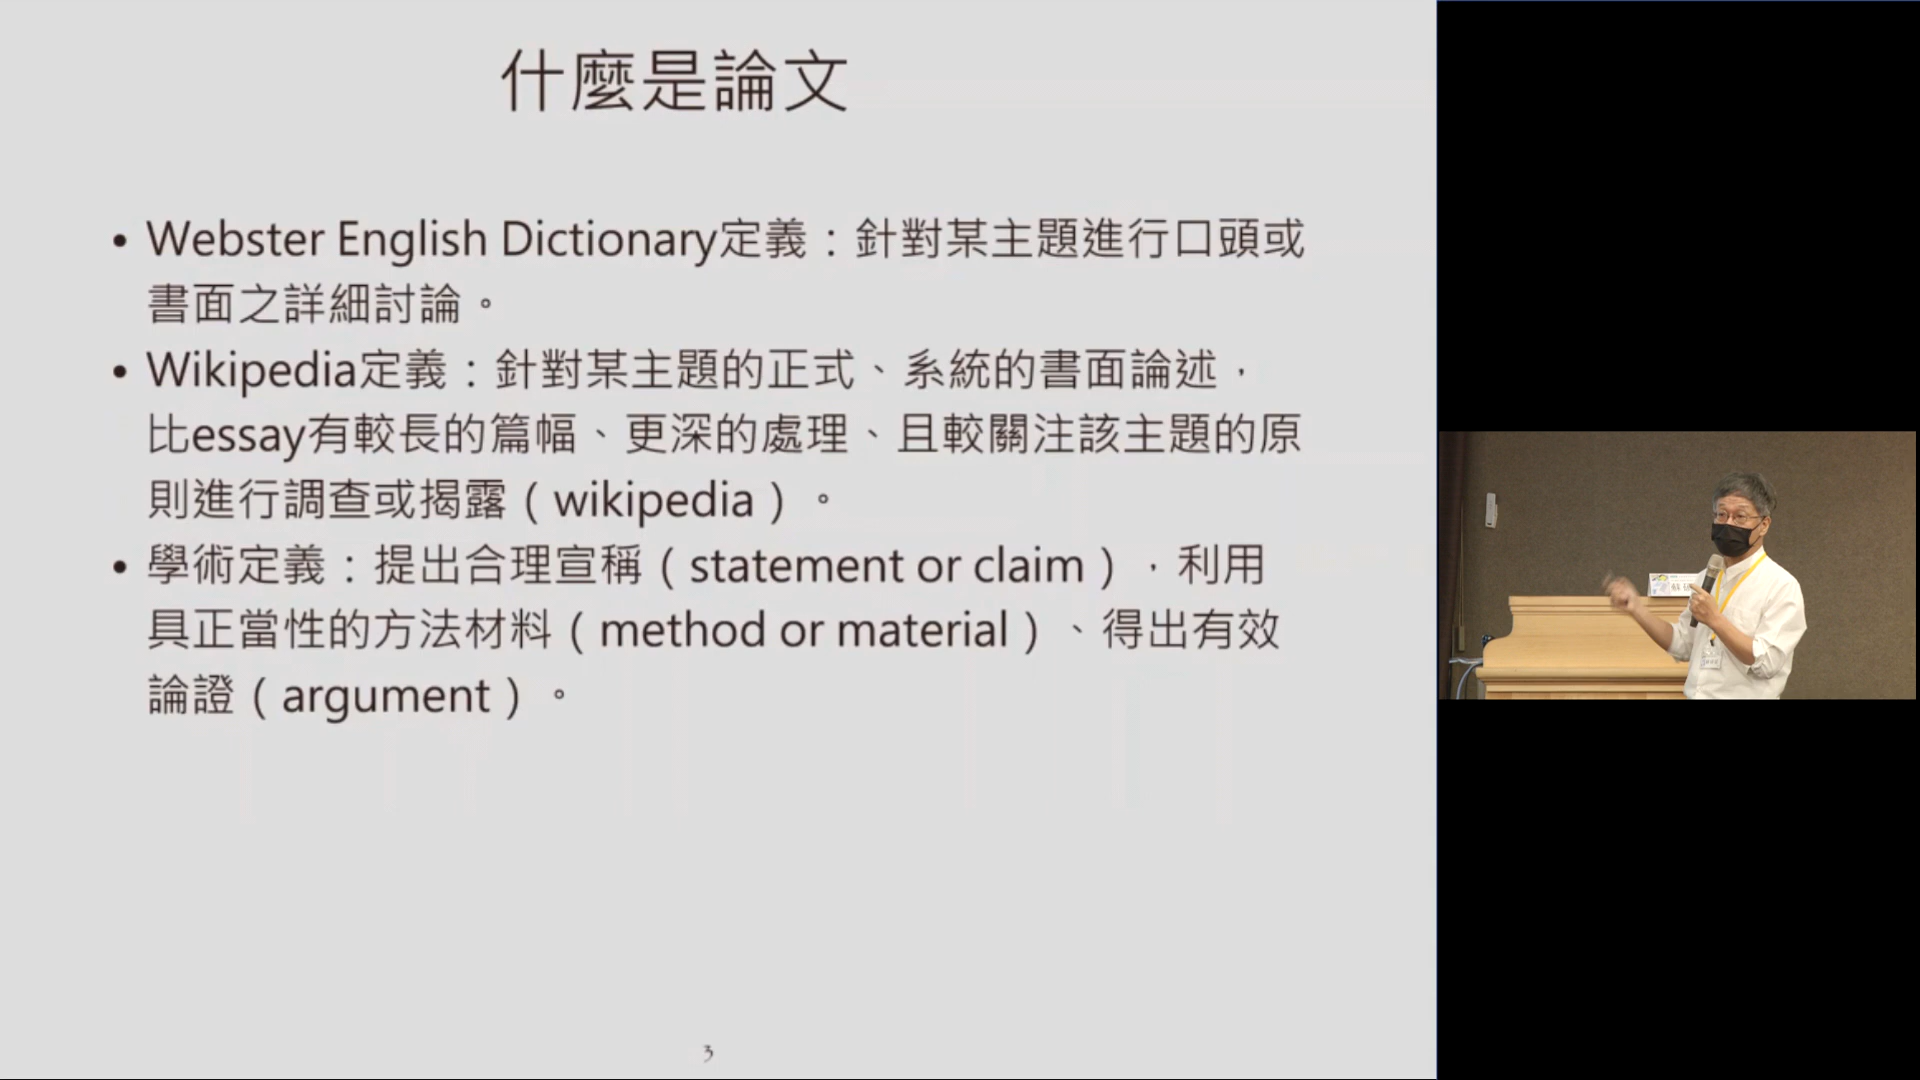 什麼是論文
• Webster English Dictionary定義：針對某主題進行口頭或
書面之詳細討論。
• Wikipedia定義：針對某主題的正式、系統的書面論述，
比essay有較長的篇幅、更深的處理、且較關注該主題的原
則進行調查或揭露（wikipedia）。
• 學術定義：提出合理宣稱（statement or claim），利用
具正當性的方法材料（method or material）、得出有效
論證（argument）。
3